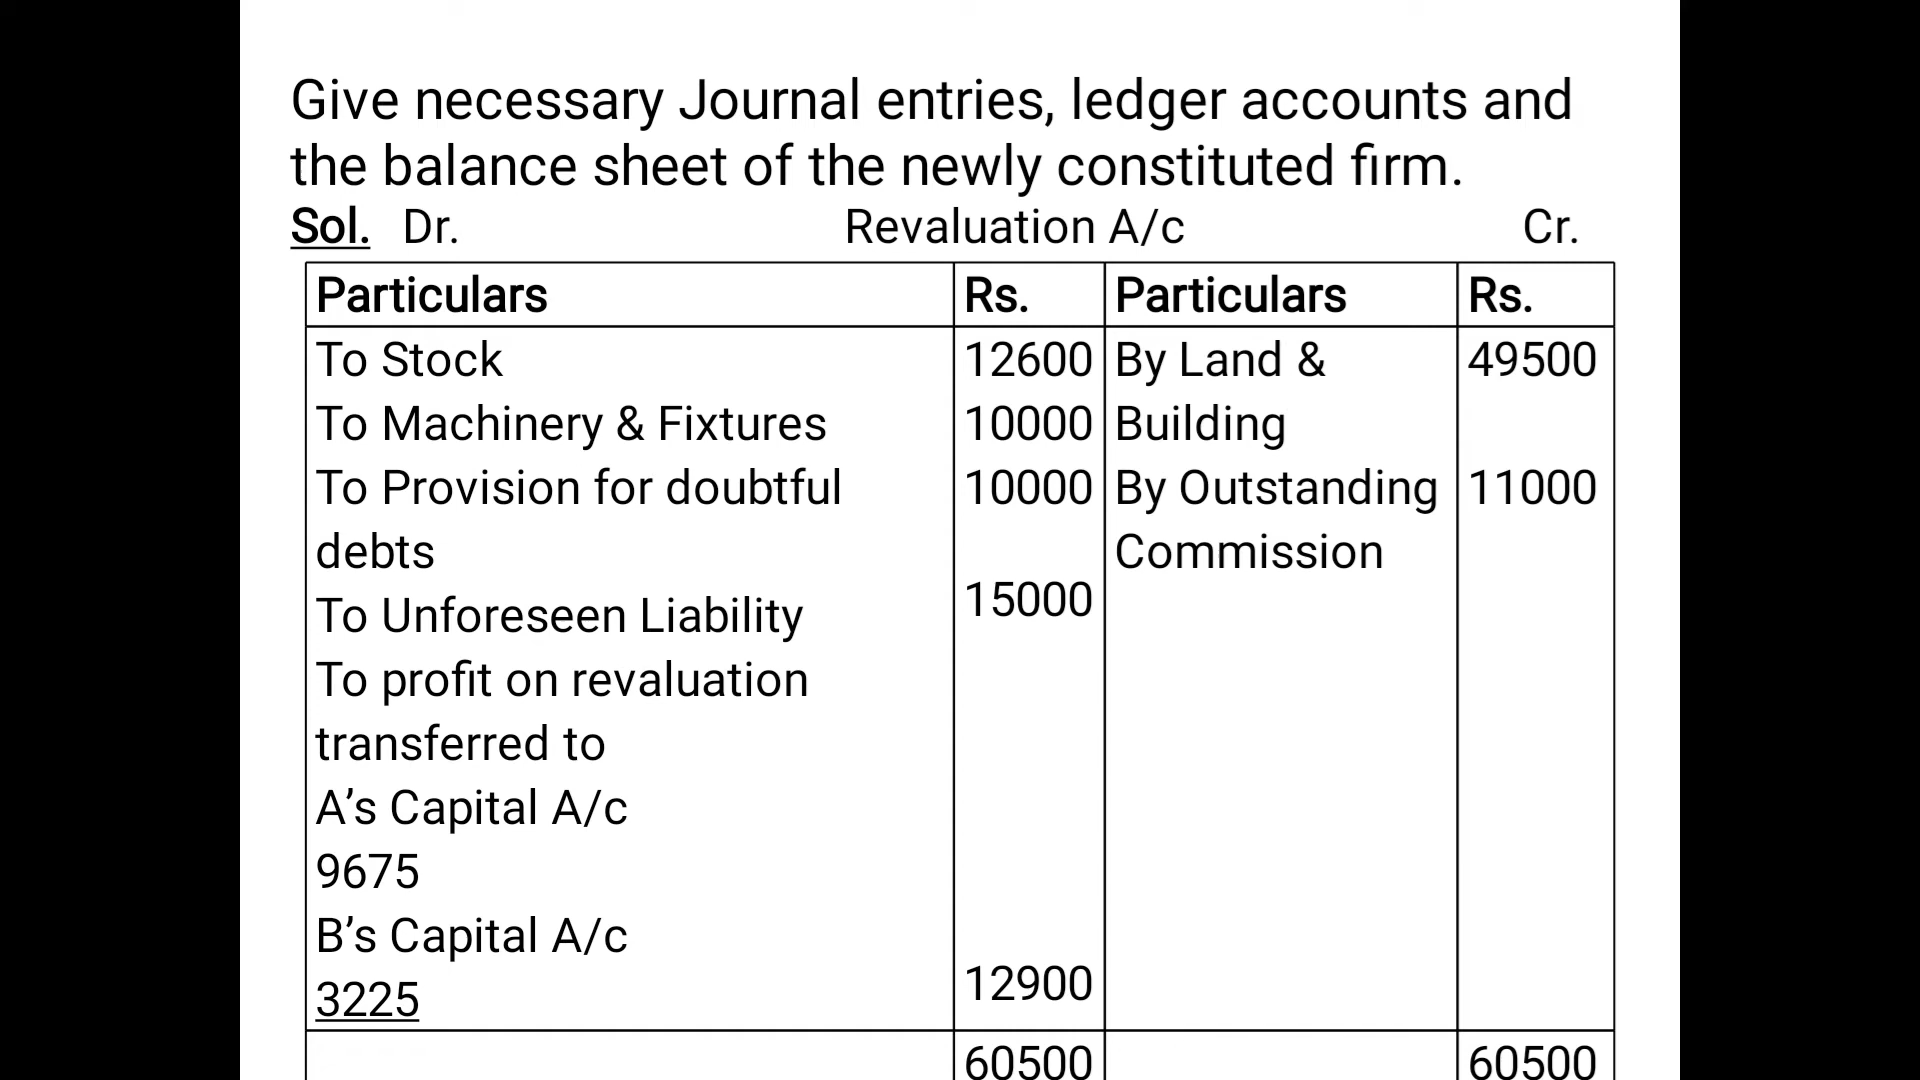 Give necessary Journal entries, ledger accounts and
the balance sheet of the newly constituted firm.
Sol. Dr. Revaluation A/c Cr.
Particulars Rs. Particulars Rs.
To Stock 12600 By Land & 49500
To Machinery & Fixtures 10000 Building
To Provision for doubtful 10000 By Outstanding 11000
debts Commission
To Unforeseen Liability 15000
To profit on revaluation
transferred to
A’s Capital A/c
9675
B’s Capital A/c
3225 12900
60500 60500